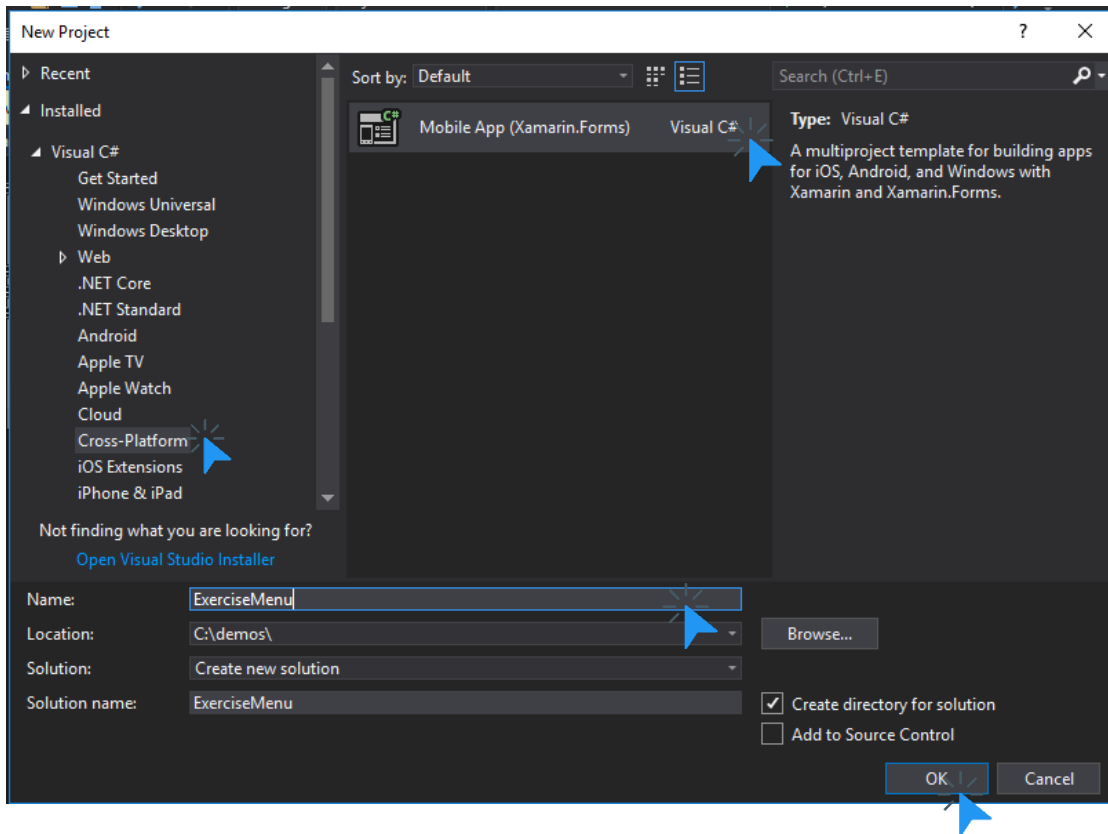 New Project
?
Recent
Installed
Visual C#
Get Started
Windows Universal
Windows Desktop
Web
.NET Core
.NET Standard
Android
Apple TV
Apple Watch
Cloud
Cross-Platform
iOS Extensions
iPhone & iPad
Not finding what you are looking for?
Open Visual Studio Installer
Sort by: Default
C#
Mobile App (Xamarin.Forms) Visual C#
Search (Ctrl+E)
Type: Visual C#
A multiproject template for building apps
for iOS, Android, and Windows with
Xamarin and Xamarin.Forms.
Name: ExerciseMenu
Location: C:\demos\
Browse...
Solution: Create new solution
Solution name: ExerciseMenu
Create directory for solution
Add to Source Control
OK Cancel